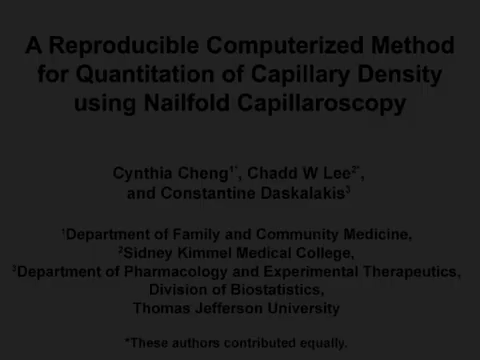 A Reproducible Computerized Method
for Quantitation of Capillary Density
using Nailfold Capillaroscopy
Cynthia Cheng¹*, Chadd W Lee²*,
and Constantine Daskalakis³
¹Department of Family and Community Medicine,
²Sidney Kimmel Medical College,
³Department of Pharmacology and Experimental Therapeutics,
Division of Biostatistics,
Thomas Jefferson University
*These authors contributed equally.